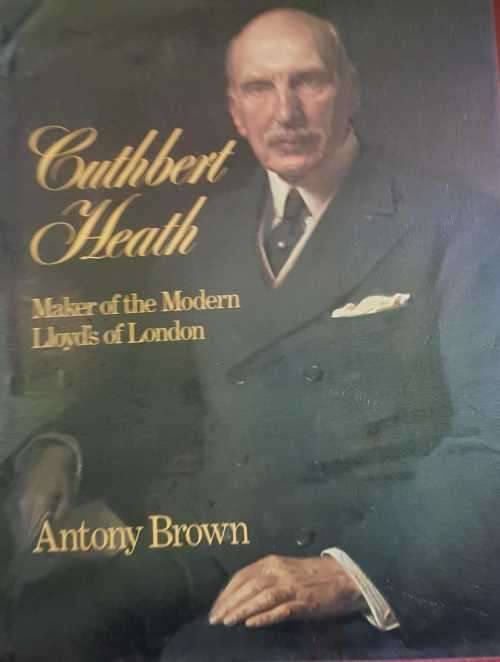 Cuthbert
Heath
Maker of the Modern
Lloyd's of London
Antony Brown